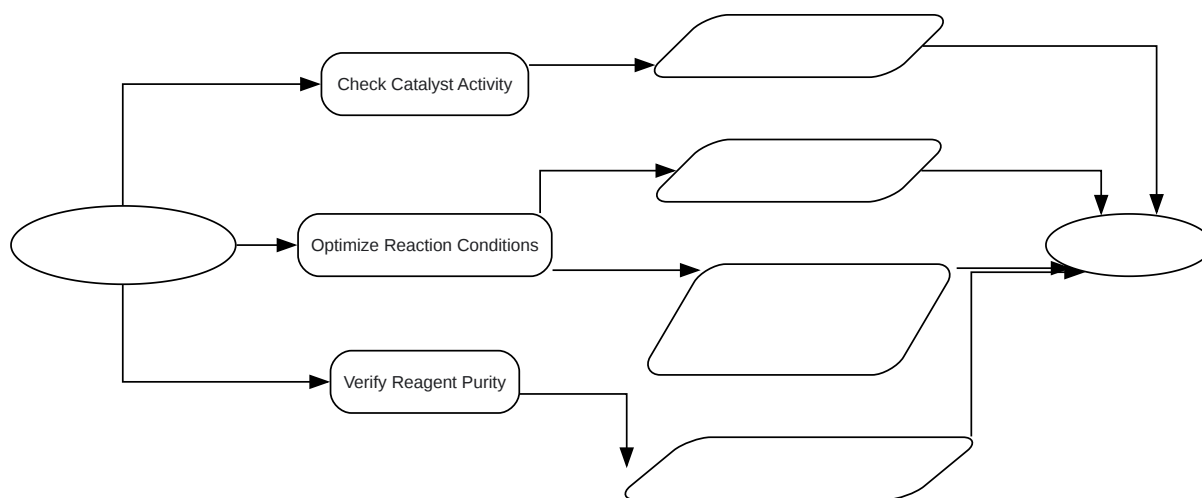 Check Catalyst Activity
Optimize Reaction Conditions
Verify Reagent Purity